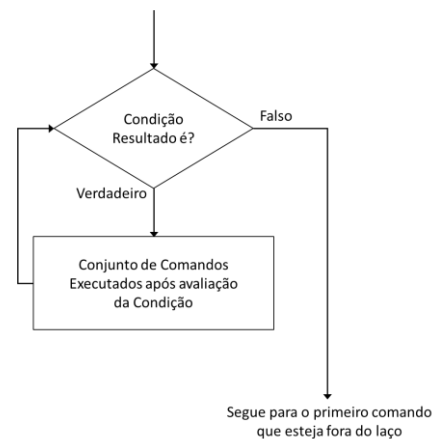 Condição
Resultado é?
Falso
Verdadeiro
Conjunto de Comandos
Executados após avaliação
da Condição
Segue para o primeiro comando
que esteja fora do laço